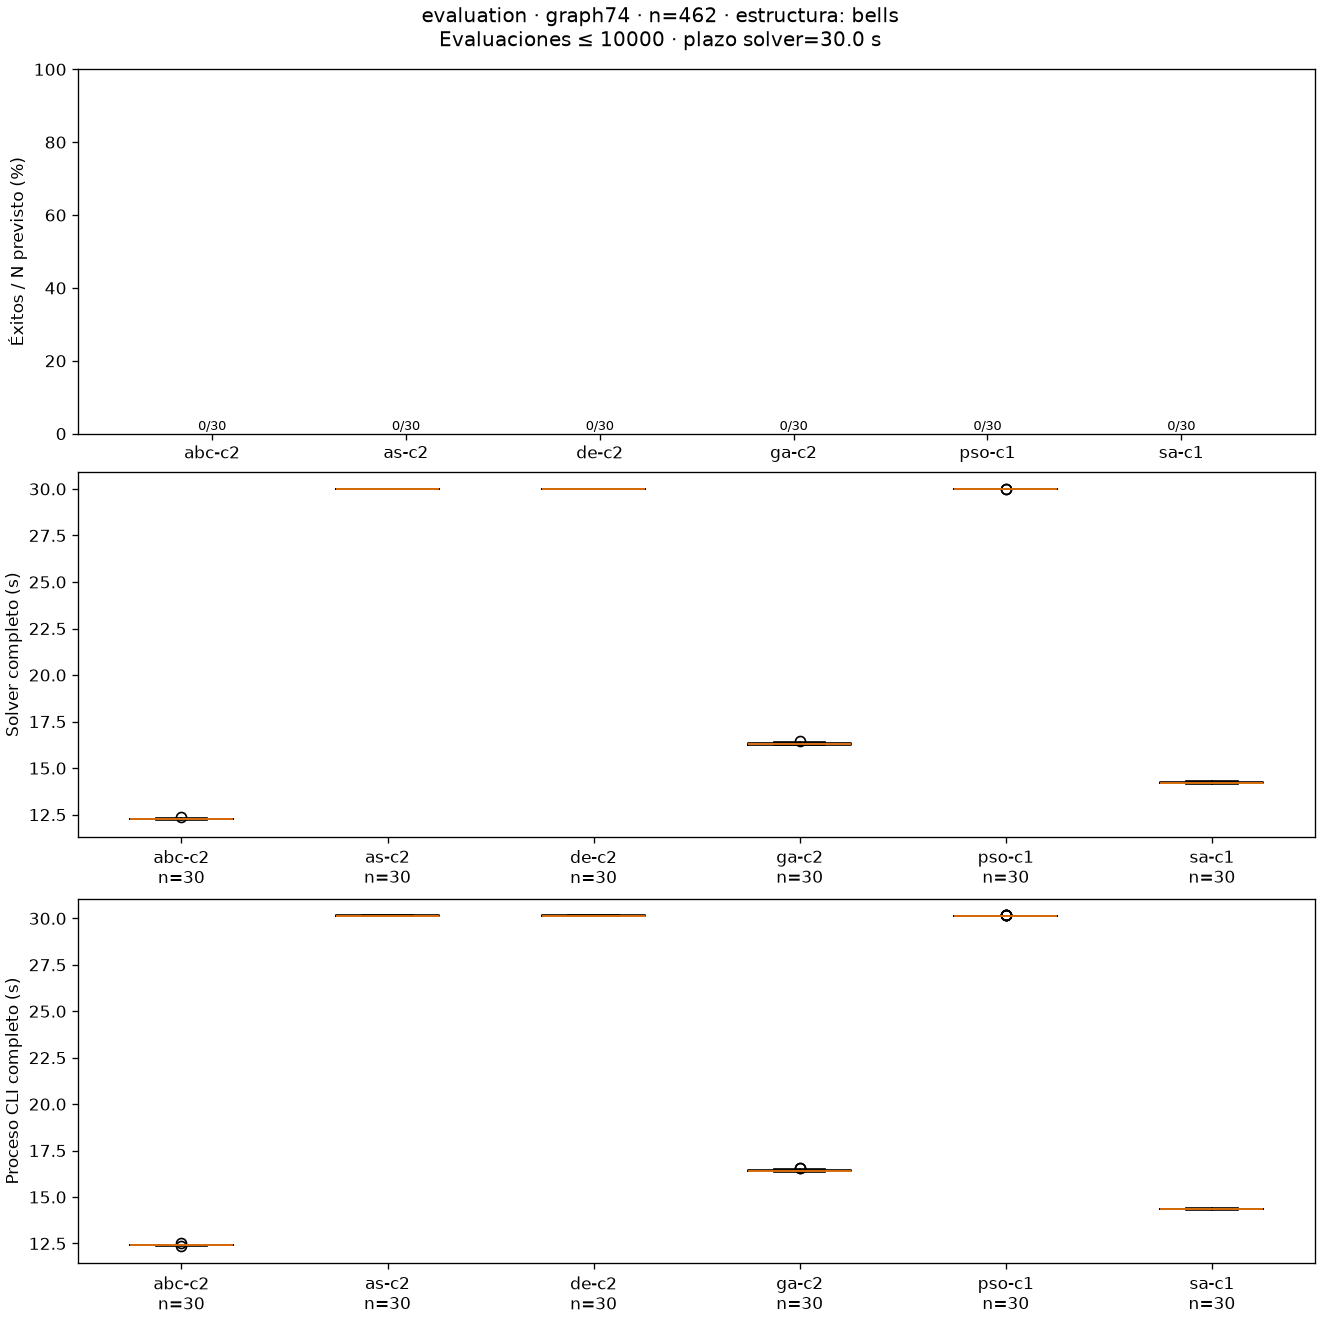 evaluation · graph74 · n=462 · estructura: bells
Evaluaciones ≤ 10000 · plazo solver=30.0 s
Éxitos / N previsto (%)
100
80
60
40
20
0
0/30 0/30 0/30 0/30 0/30 0/30
abc-c2 as-c2 de-c2 ga-c2 pso-c1 sa-c1
Solver completo (s)
30.0
27.5
25.0
22.5
20.0
17.5
15.0
12.5
abc-c2 as-c2 de-c2 ga-c2 pso-c1 sa-c1
n=30 n=30 n=30 n=30 n=30 n=30
Proceso CLI completo (s)
30.0
27.5
25.0
22.5
20.0
17.5
15.0
12.5
abc-c2 as-c2 de-c2 ga-c2 pso-c1 sa-c1
n=30 n=30 n=30 n=30 n=30 n=30